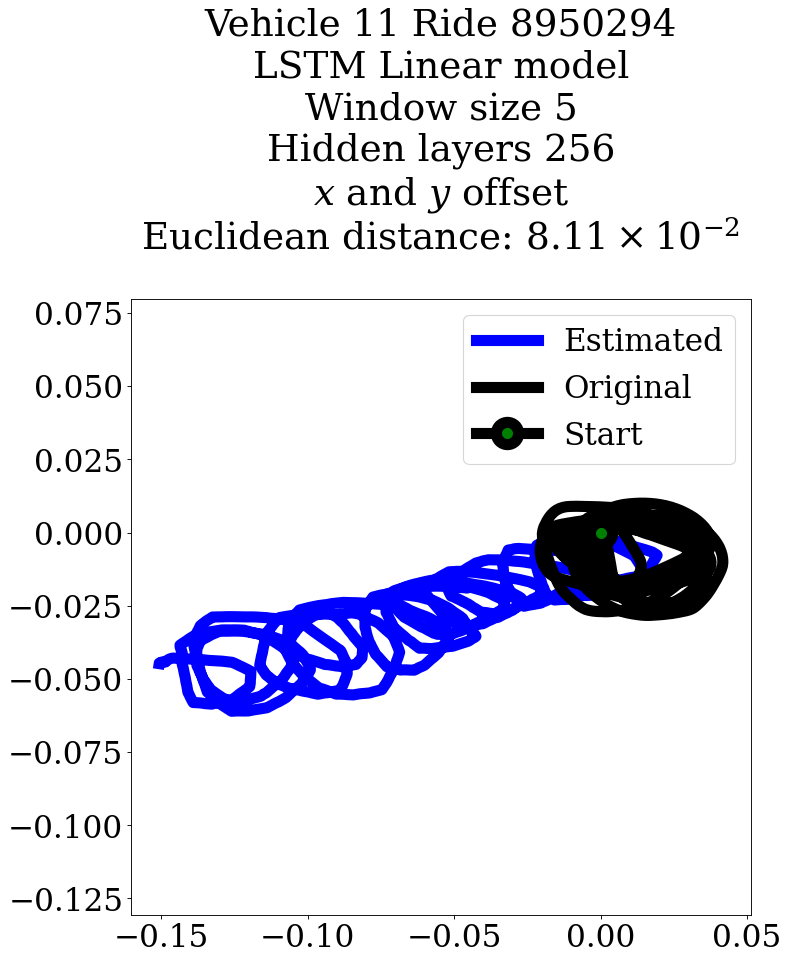 Vehicle 11 Ride 8950294
LSTM Linear model
Window size 5
Hidden layers 256
x and y offset
Euclidean distance: 8.11 × 10⁻²
Estimated
Original
Start
0.075
0.050
0.025
0.000
−0.025
−0.050
−0.075
−0.100
−0.125
−0.15 −0.10 −0.05 0.00 0.05